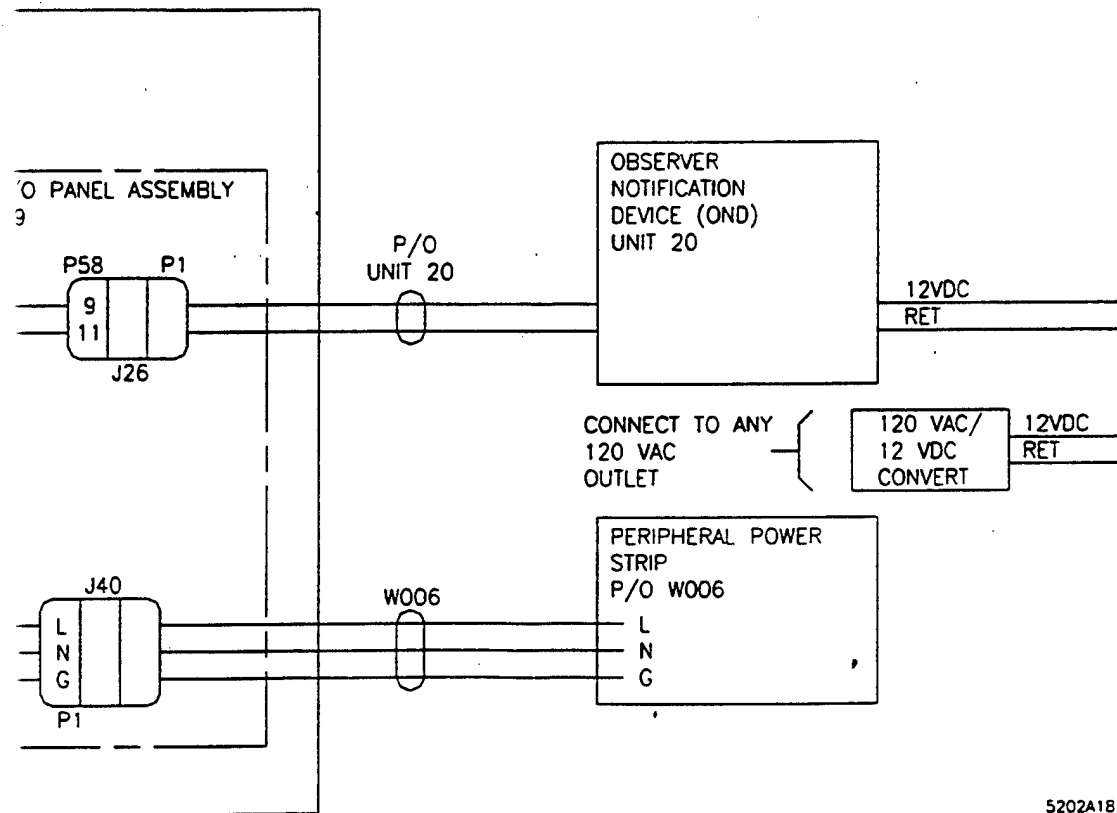 'O PANEL ASSEMBLY
9
P58 P1
9
11
J26
P/O
UNIT 20
OBSERVER
NOTIFICATION
DEVICE (OND)
UNIT 20
12VDC
RET
CONNECT TO ANY
120 VAC
OUTLET
120 VAC/
12 VDC
CONVERT
12VDC
RET
J40
L
N
G
P1
W006
PERIPHERAL POWER
STRIP
P/O W006
L
N
G
5202A18